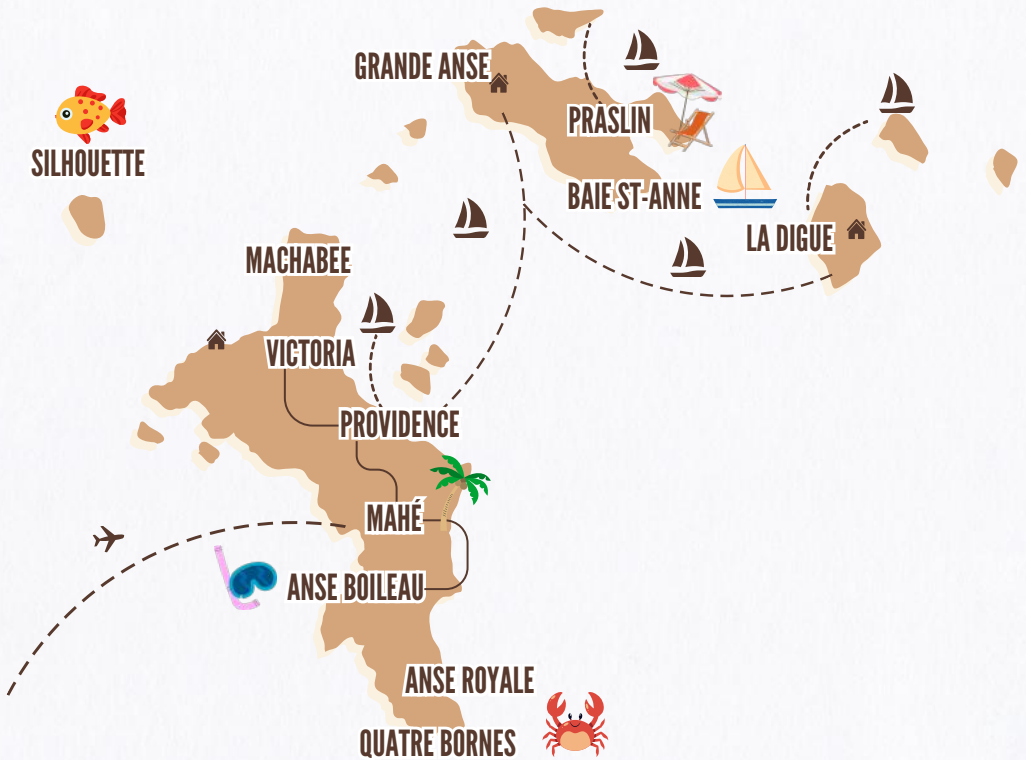 GRANDE ANSE
PRASLIN
SILHOUETTE
BAIE ST-ANNE
LA DIGUE
MACHABEE
VICTORIA
PROVIDENCE
MAHÉ
ANSE BOILEAU
ANSE ROYALE
QUATRE BORNES